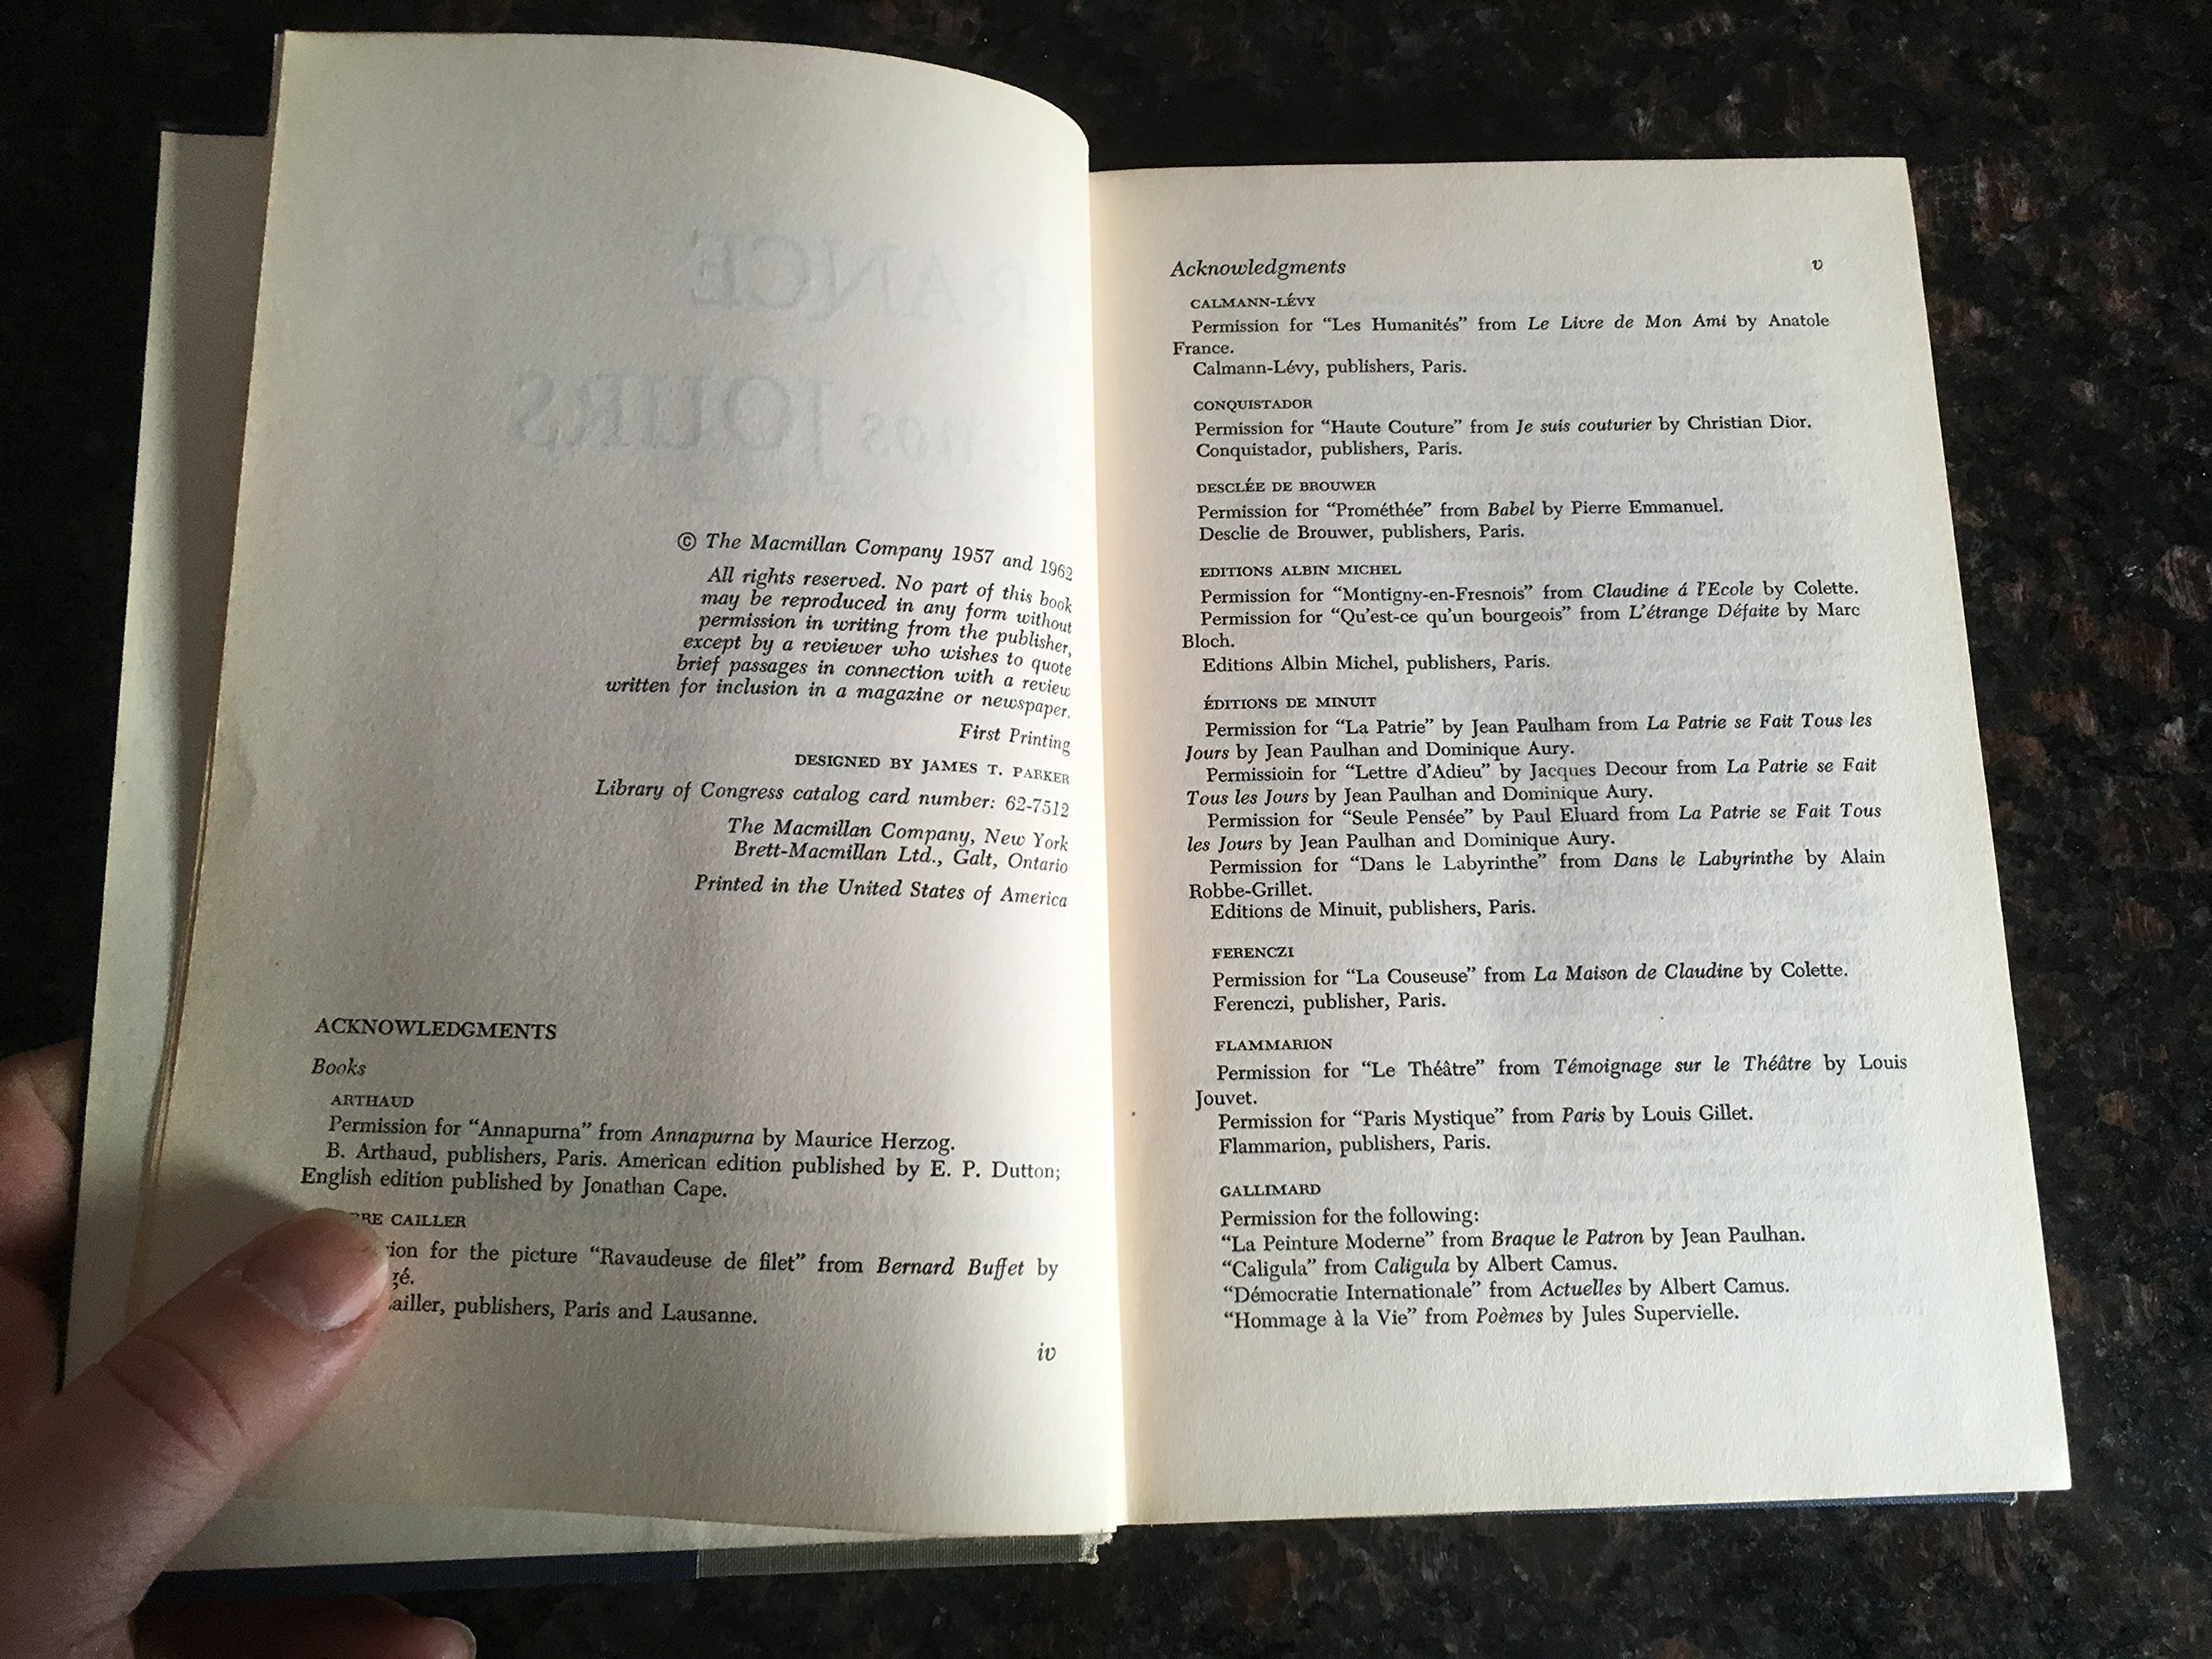 © The Macmillan Company 1957 and 1962
All rights reserved. No part of this book
may be reproduced in any form without
permission in writing from the publisher,
except by a reviewer who wishes to quote
brief passages in connection with a review
written for inclusion in a magazine or newspaper.
First Printing
DESIGNED BY JAMES T. PARKER
Library of Congress catalog card number: 62-7512
The Macmillan Company, New York
Brett-Macmillan Ltd., Galt, Ontario
Printed in the United States of America
ACKNOWLEDGMENTS
Books
ARTHAUD
Permission for “Annapurna” from Annapurna by Maurice Herzog.
B. Arthaud, publishers, Paris. American edition published by E. P. Dutton;
English edition published by Jonathan Cape.
CAILLER
for the picture “Ravaudeuse de filet” from Bernard Buffet by
publishers, Paris and Lausanne.
iv
Acknowledgments v
CALMANN-LÉVY
Permission for “Les Humanités” from Le Livre de Mon Ami by Anatole
France.
Calmann-Lévy, publishers, Paris.
CONQUISTADOR
Permission for “Haute Couture” from Je suis couturier by Christian Dior.
Conquistador, publishers, Paris.
DESCLÉE DE BROUWER
Permission for “Prométhée” from Babel by Pierre Emmanuel.
Desclie de Brouwer, publishers, Paris.
EDITIONS ALBIN MICHEL
Permission for “Montigny-en-Fresnois” from Claudine á l’Ecole by Colette.
Permission for “Qu’est-ce qu’un bourgeois” from L’étrange Défaite by Marc
Bloch.
Editions Albin Michel, publishers, Paris.
ÉDITIONS DE MINUIT
Permission for “La Patrie” by Jean Paulham from La Patrie se Fait Tous les
Jours by Jean Paulhan and Dominique Aury.
Permissioin for “Lettre d’Adieu” by Jacques Decour from La Patrie se Fait
Tous les Jours by Jean Paulhan and Dominique Aury.
Permission for “Seule Pensée” by Paul Eluard from La Patrie se Fait Tous
les Jours by Jean Paulhan and Dominique Aury.
Permission for “Dans le Labyrinthe” from Dans le Labyrinthe by Alain
Robbe-Grillet.
Editions de Minuit, publishers, Paris.
FERENCZI
Permission for “La Couseuse” from La Maison de Claudine by Colette.
Ferenczi, publisher, Paris.
FLAMMARION
Permission for “Le Théâtre” from Témoignage sur le Théâtre by Louis
Jouvet.
Permission for “Paris Mystique” from Paris by Louis Gillet.
Flammarion, publishers, Paris.
GALLIMARD
Permission for the following:
“La Peinture Moderne” from Braque le Patron by Jean Paulhan.
“Caligula” from Caligula by Albert Camus.
“Démocratie Internationale” from Actuelles by Albert Camus.
“Hommage à la Vie” from Poèmes by Jules Supervielle.